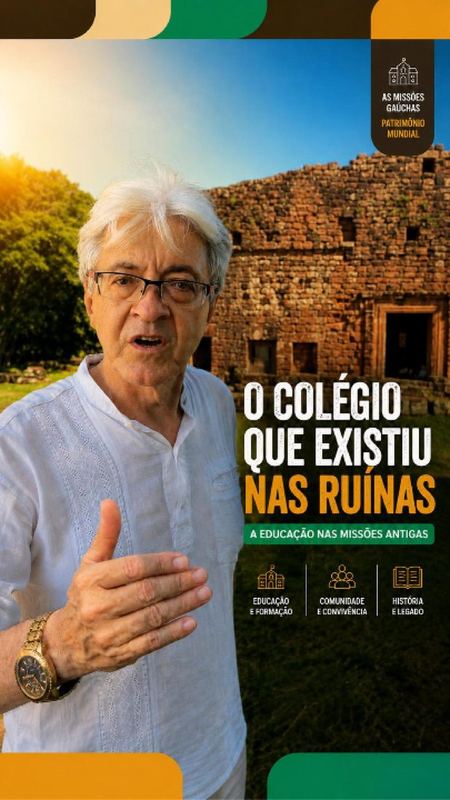 AS MISSÕES
GAÚCHAS
PATRIMÔNIO
MUNDIAL
O COLÉGIO
QUE EXISTIU
NAS RUÍNAS
A EDUCAÇÃO NAS MISSÕES ANTIGAS
EDUCAÇÃO
E FORMAÇÃO
COMUNIDADE
E CONVIVÊNCIA
HISTÓRIA
E LEGADO